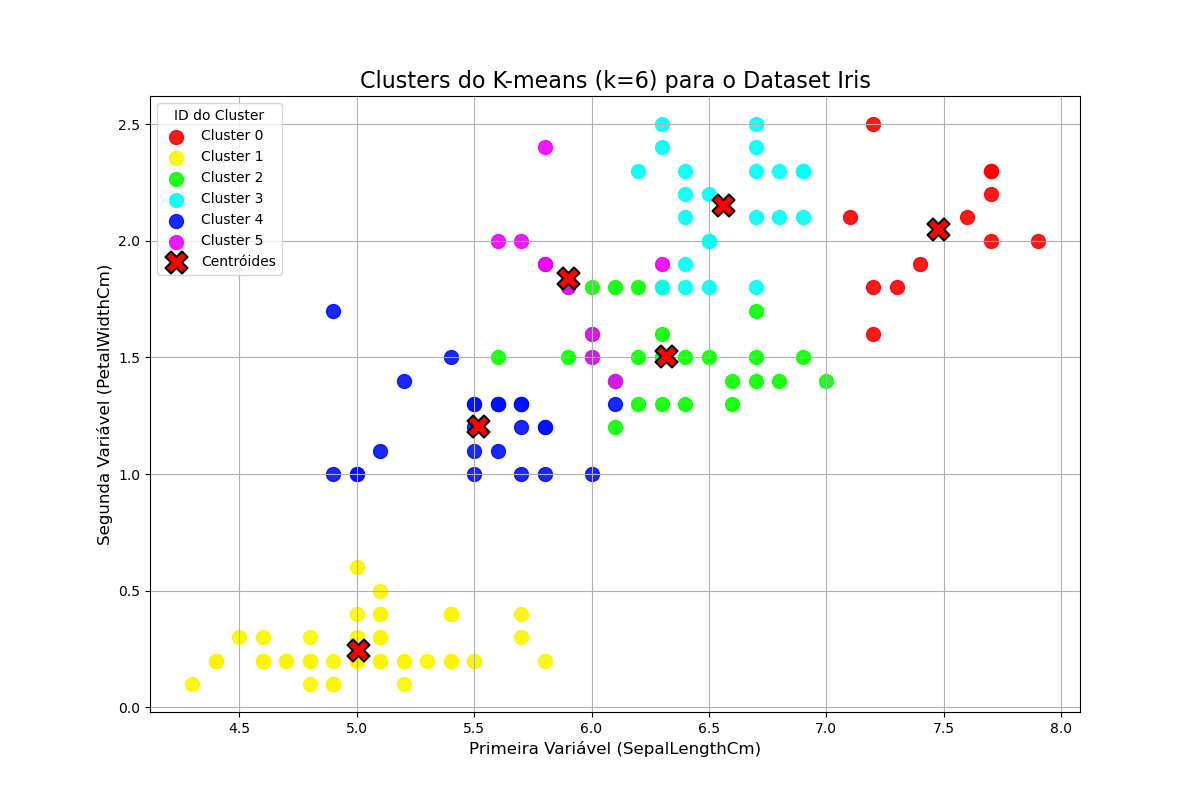 Clusters do K-means (k=6) para o Dataset Iris
ID do Cluster
Cluster 0
Cluster 1
Cluster 2
Cluster 3
Cluster 4
Cluster 5
Centróides
Segunda Variável (PetalWidthCm)
2.5
2.0
1.5
1.0
0.5
0.0
4.5 5.0 5.5 6.0 6.5 7.0 7.5 8.0
Primeira Variável (SepalLengthCm)